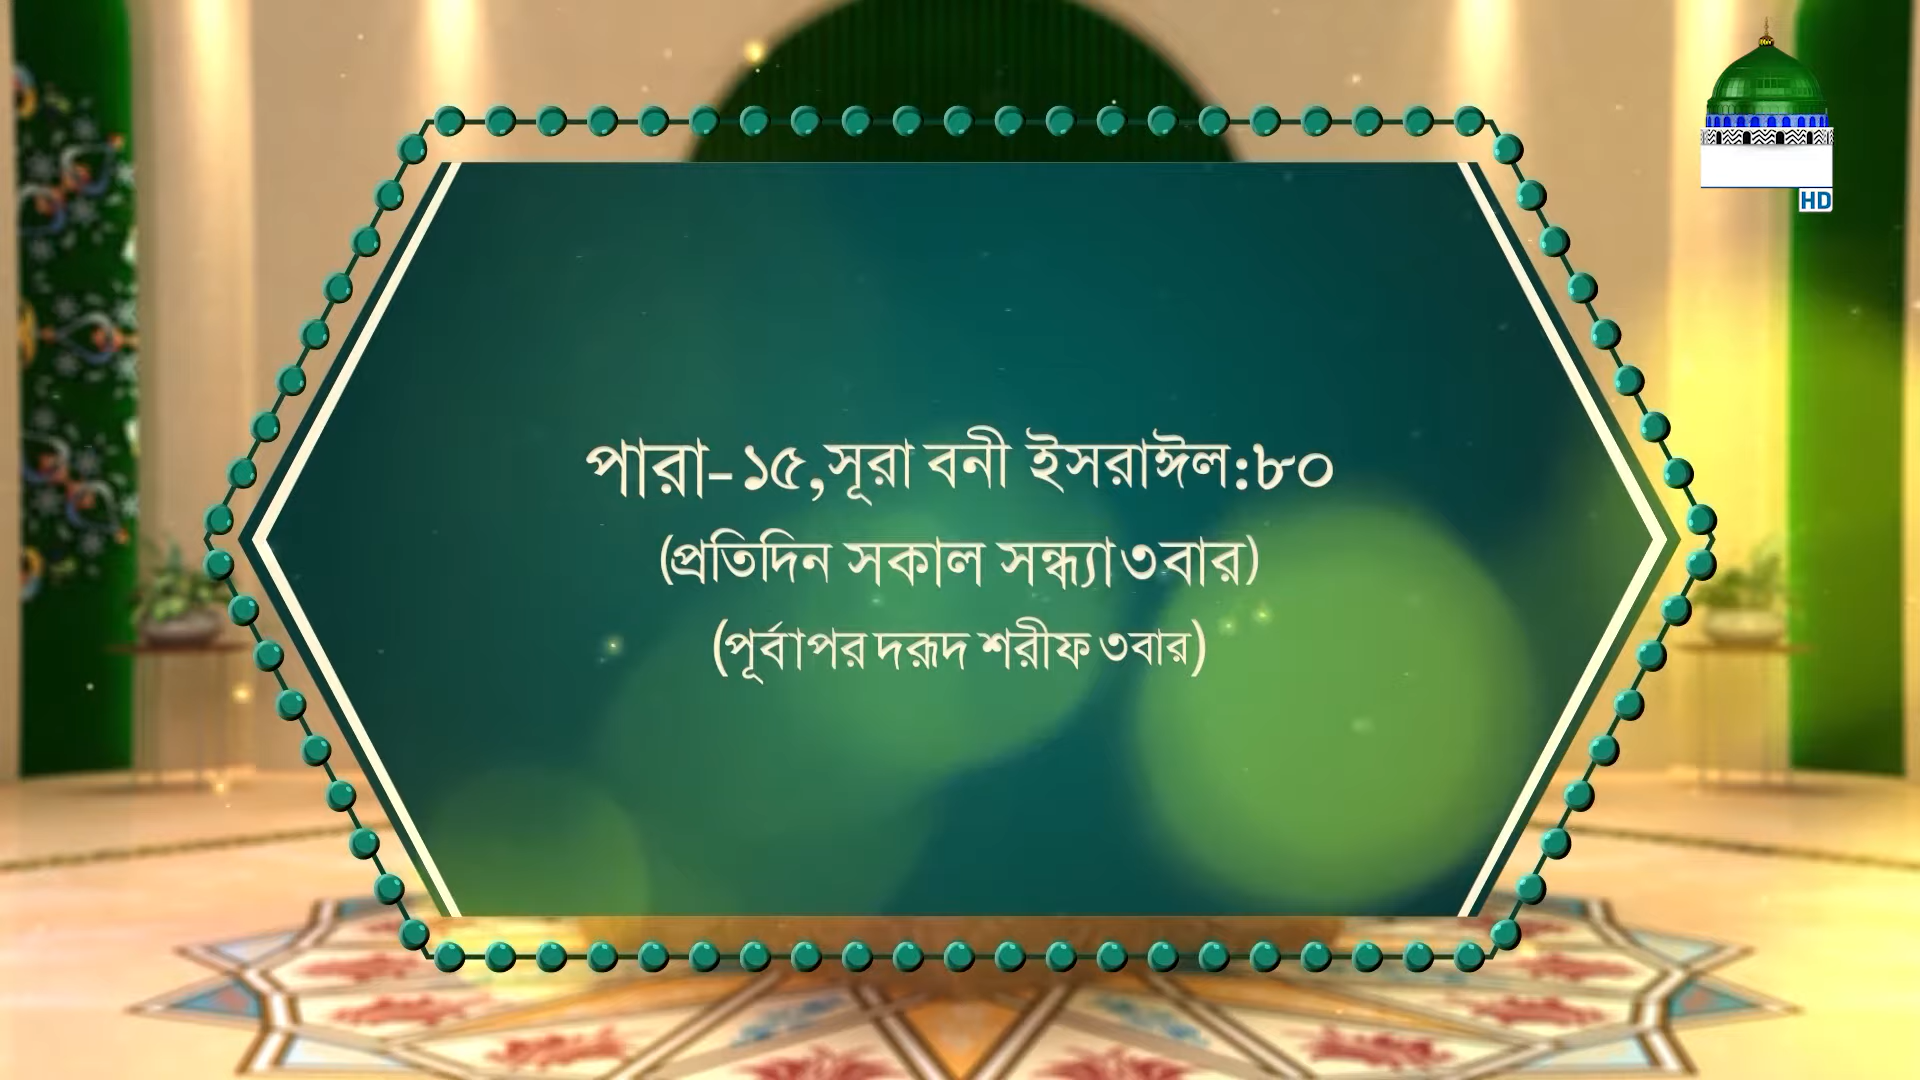 পারা-১৫,সূরা বনী ইসরাঈল:৮০
(প্রতিদিন সকাল সন্ধ্যা৩বার)
(পূর্বাপর দরূদ শরীফ ৩বার)
HD